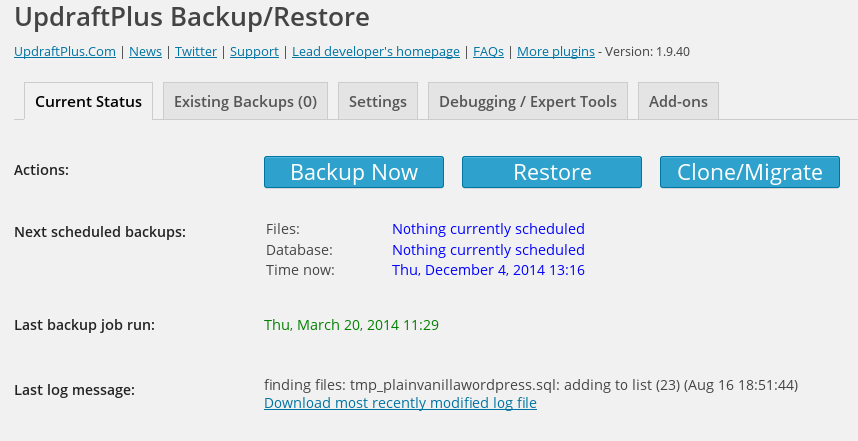 UpdraftPlus Backup/Restore
UpdraftPlus.Com | News | Twitter | Support | Lead developer's homepage | FAQs | More plugins - Version: 1.9.40
Current Status Existing Backups (0) Settings Debugging / Expert Tools Add-ons
Actions: Backup Now Restore Clone/Migrate
Next scheduled backups: Files: Nothing currently scheduled
Database: Nothing currently scheduled
Time now: Thu, December 4, 2014 13:16
Last backup job run: Thu, March 20, 2014 11:29
Last log message: finding files: tmp_plainvanillawordpress.sql: adding to list (23) (Aug 16 18:51:44)
Download most recently modified log file